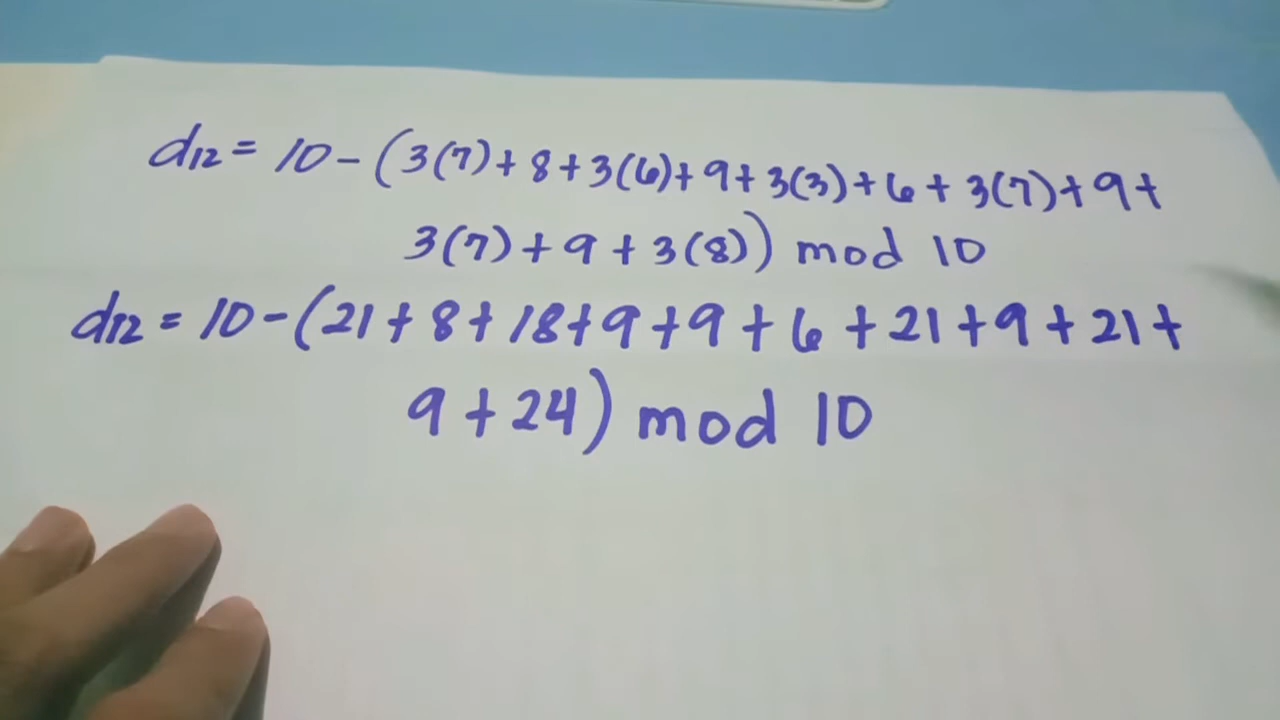 d12 = 10 - (3(7) + 8 + 3(6) + 9 + 3(3) + 6 + 3(7) + 9 +
3(7) + 9 + 3(8)) mod 10
d12 = 10 - (21 + 8 + 18 + 9 + 9 + 6 + 21 + 9 + 21 +
9 + 24) mod 10